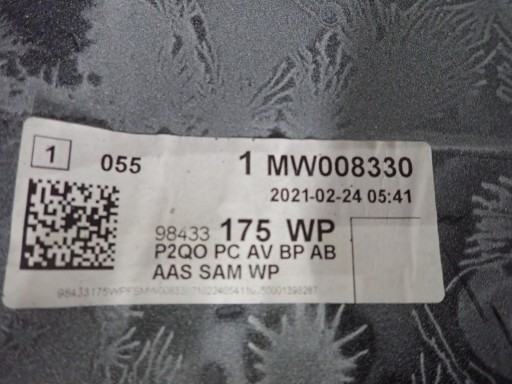 1 055 1 MW008330
2021-02-24 05:41
98433 175 WP
P2QO PC AV BP AB
AAS SAM WP